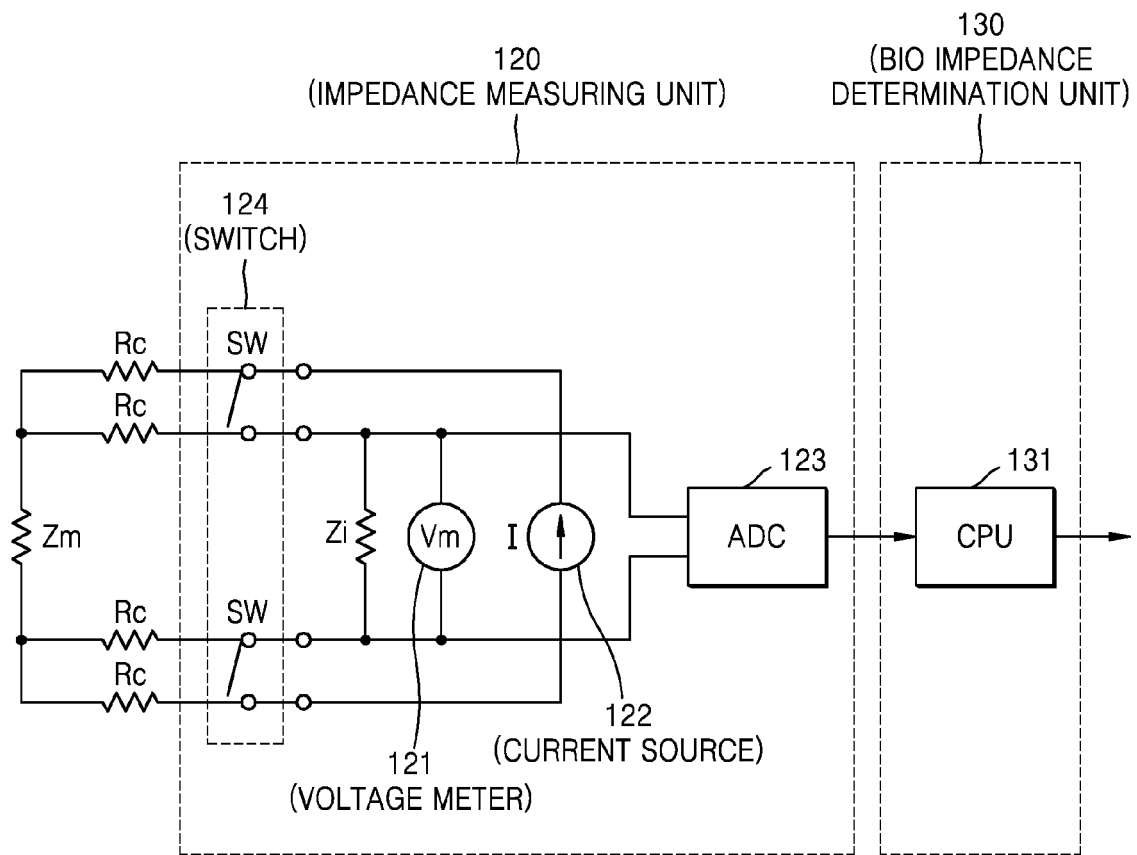 130
(BIO IMPEDANCE
DETERMINATION UNIT)
120
(IMPEDANCE MEASURING UNIT)
124
(SWITCH)
Rc
SW
Rc
123
131
Zm
Zi
Vm
I
ADC
CPU
Rc
SW
Rc
122
(CURRENT SOURCE)
121
(VOLTAGE METER)